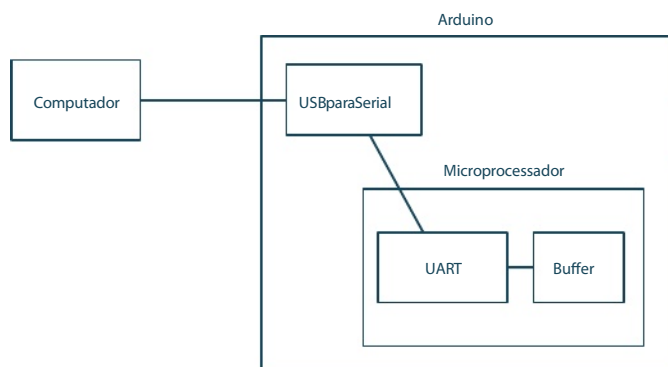 Arduino
Computador
USBparaSerial
Microprocessador
UART
Buffer